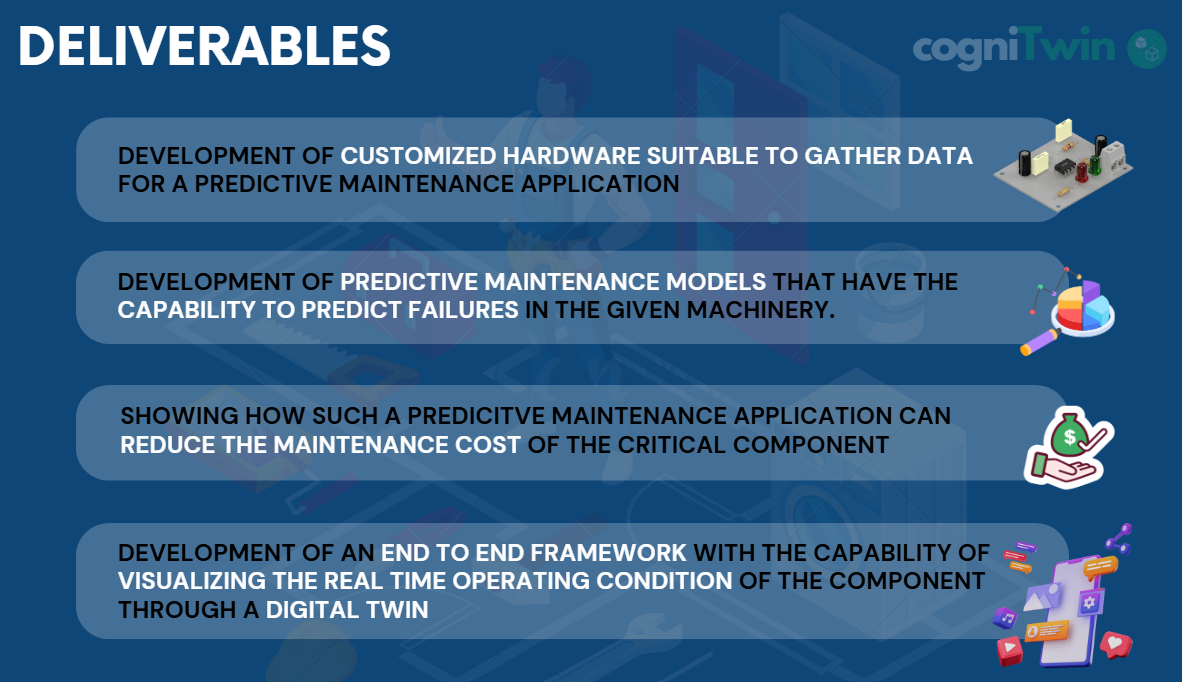 DELIVERABLES
cogniTwin
DEVELOPMENT OF CUSTOMIZED HARDWARE SUITABLE TO GATHER DATA
FOR A PREDICTIVE MAINTENANCE APPLICATION
DEVELOPMENT OF PREDICTIVE MAINTENANCE MODELS THAT HAVE THE
CAPABILITY TO PREDICT FAILURES IN THE GIVEN MACHINERY.
SHOWING HOW SUCH A PREDICITVE MAINTENANCE APPLICATION CAN
REDUCE THE MAINTENANCE COST OF THE CRITICAL COMPONENT
$
DEVELOPMENT OF AN END TO END FRAMEWORK WITH THE CAPABILITY OF
VISUALIZING THE REAL TIME OPERATING CONDITION OF THE COMPONENT
THROUGH A DIGITAL TWIN